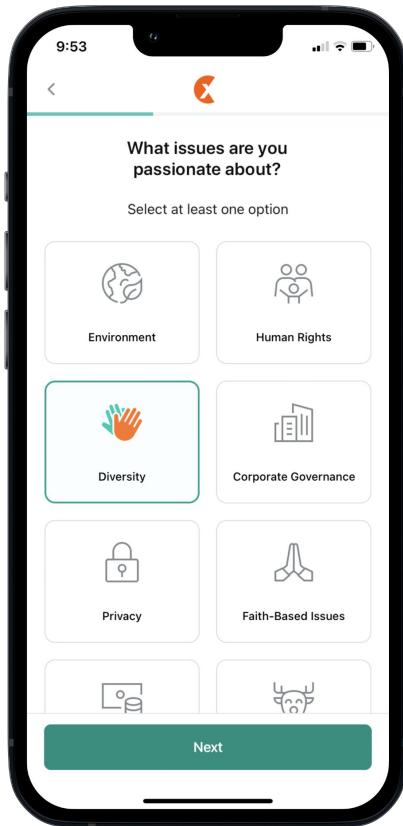 9:53
What issues are you
passionate about?
Select at least one option
Environment
Human Rights
Diversity
Corporate Governance
Privacy
Faith-Based Issues
Next